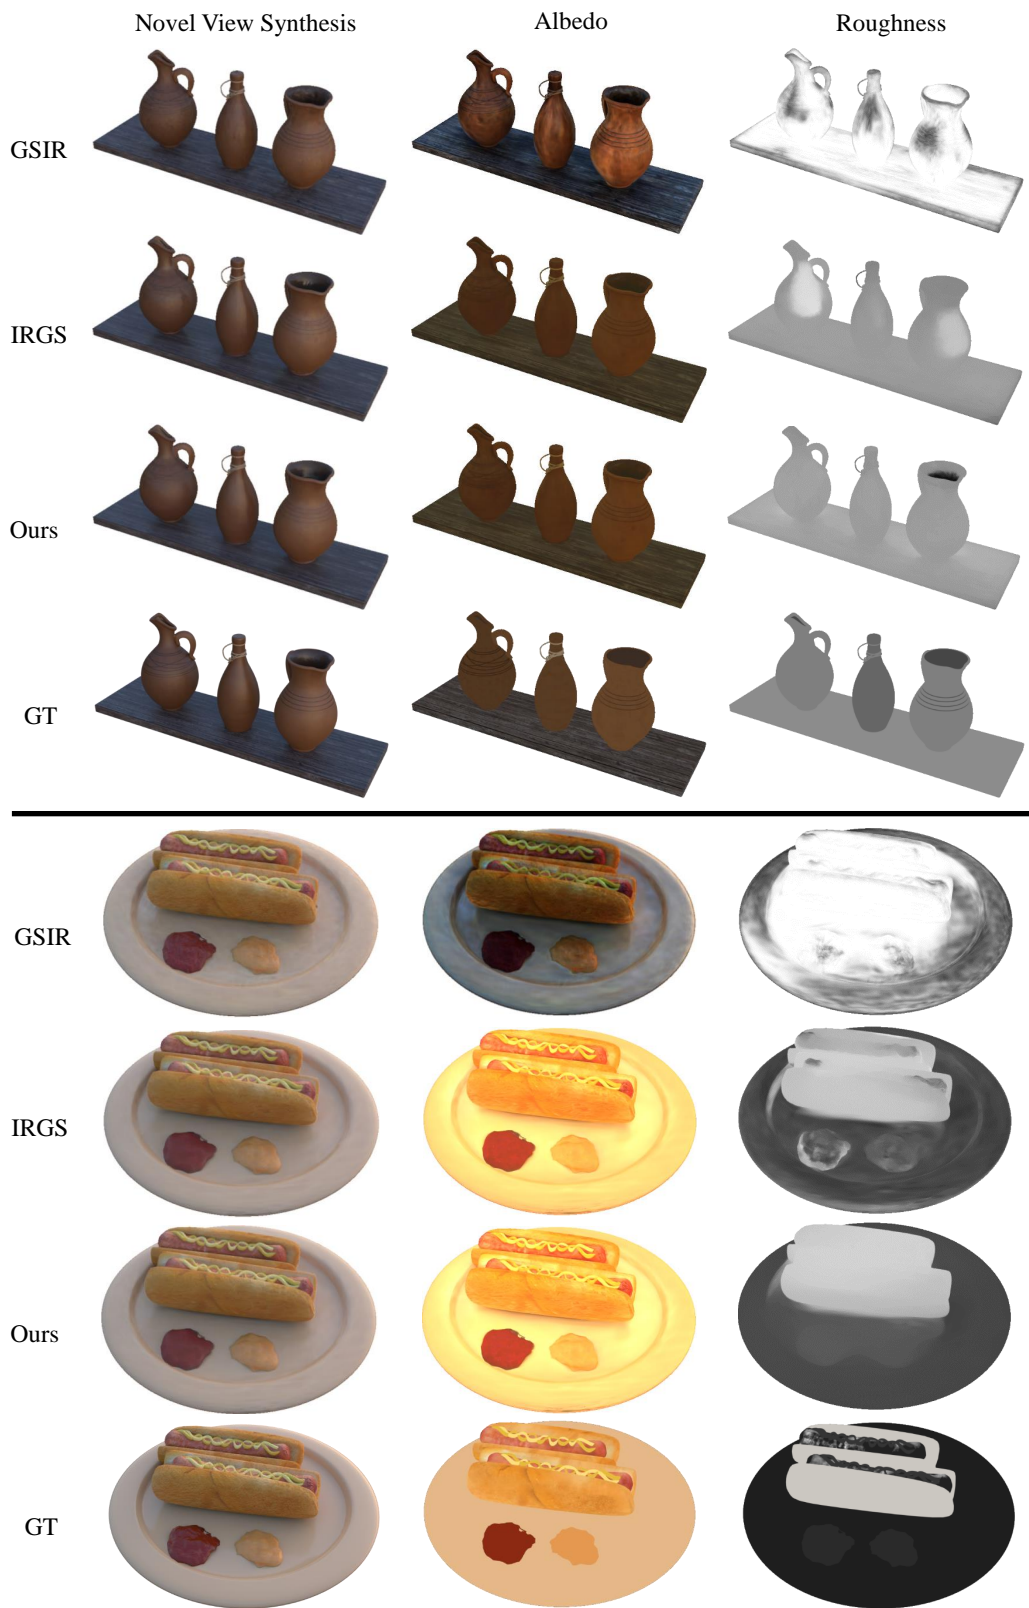 Novel View Synthesis Albedo Roughness
GSIR
IRGS
Ours
GT
GSIR
IRGS
Ours
GT